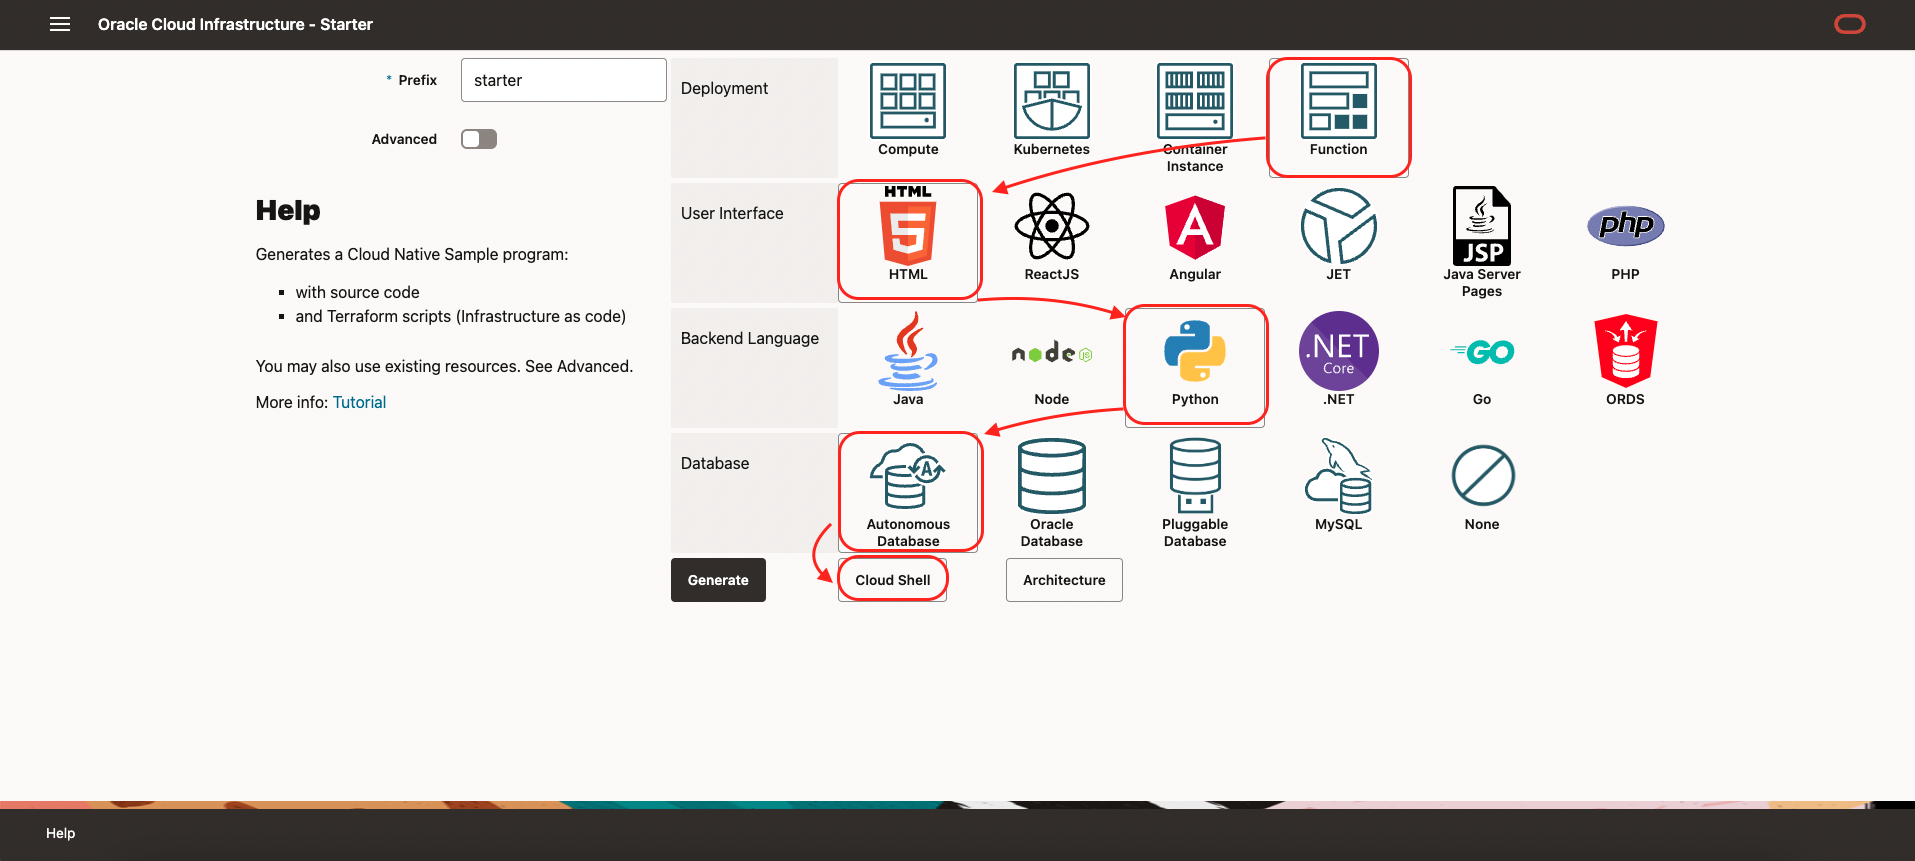 Oracle Cloud Infrastructure - Starter
* Prefix
starter
Advanced
Help
Generates a Cloud Native Sample program:
▪ with source code
▪ and Terraform scripts (Infrastructure as code)
You may also use existing resources. See Advanced.
More info: Tutorial
Deployment
Compute
Kubernetes
Container
Instance
Function
User Interface
HTML
5
HTML
ReactJS
A
Angular
JET
JSP
Java Server
Pages
php
PHP
Backend Language
Java
node
JS
Node
Python
.NET
Core
.NET
GO
Go
ORDS
Database
A
Autonomous
Database
Oracle
Database
Pluggable
Database
MySQL
None
Generate
Cloud Shell
Architecture
Help